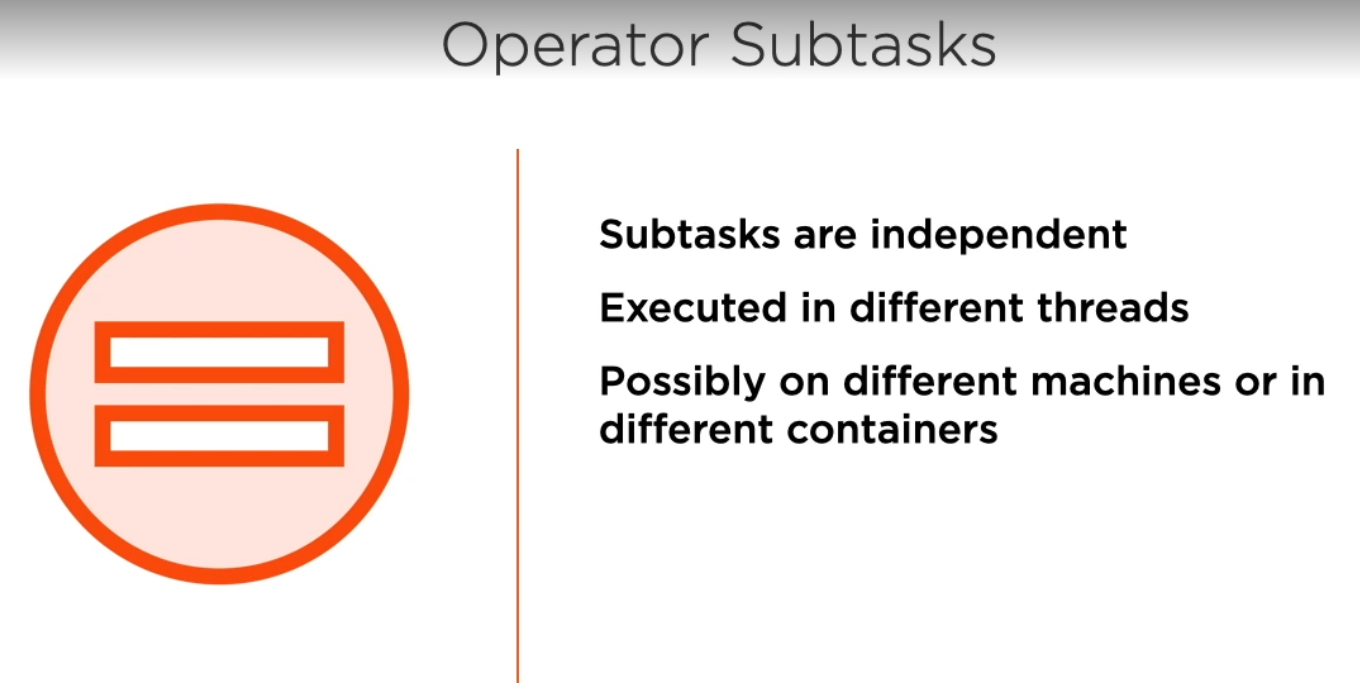 Operator Subtasks
Subtasks are independent
Executed in different threads
Possibly on different machines or in
different containers